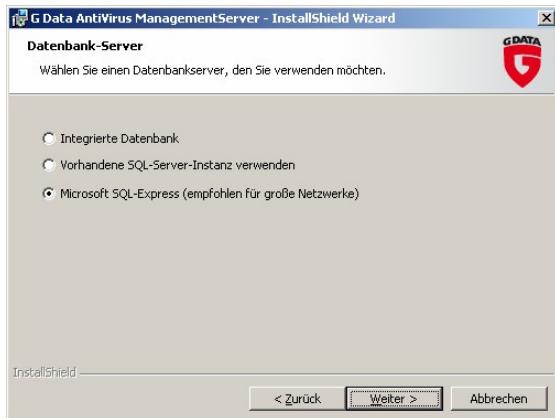 G Data AntiVirus ManagementServer - InstallShield Wizard
Datenbank-Server
Wählen Sie einen Datenbankserver, den Sie verwenden möchten.
GDATA
G
Integrierte Datenbank
Vorhandene SQL-Server-Instanz verwenden
Microsoft SQL-Express (empfohlen für große Netzwerke)
InstallShield
< Zurück
Weiter >
Abbrechen